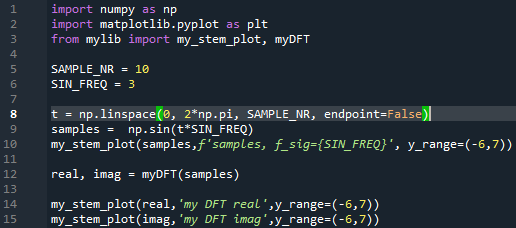 1 import numpy as np
2 import matplotlib.pyplot as plt
3 from mylib import my_stem_plot, myDFT
4
5 SAMPLE_NR = 10
6 SIN_FREQ = 3
7
8 t = np.linspace(0, 2*np.pi, SAMPLE_NR, endpoint=False)
9 samples =  np.sin(t*SIN_FREQ)
10 my_stem_plot(samples,f'samples, f_sig={SIN_FREQ}', y_range=(-6,7))
11
12 real, imag = myDFT(samples)
13
14 my_stem_plot(real,'my DFT real',y_range=(-6,7))
15 my_stem_plot(imag,'my DFT imag',y_range=(-6,7))